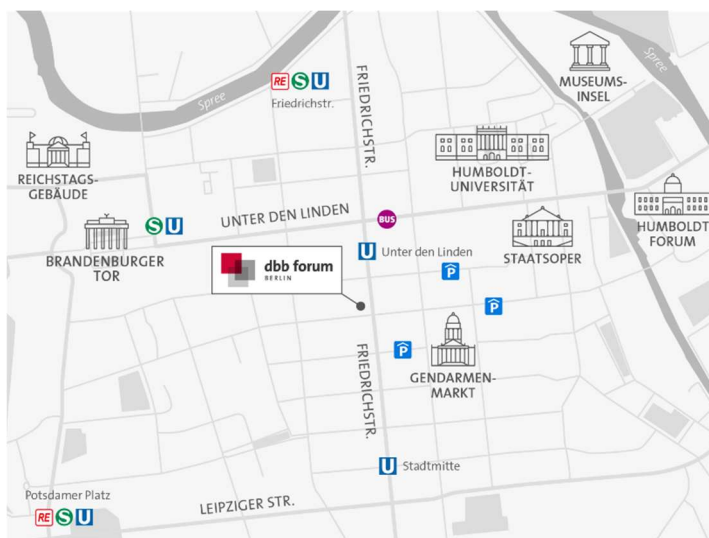 Spree
RE S U
Friedrichstr.
FRIEDRICHSTR.
MUSEUMS-
INSEL
Spree
REICHSTAGS-
GEBÄUDE
HUMBOLDT-
UNIVERSITÄT
S U
UNTER DEN LINDEN
BUS
HUMBOLDT
FORUM
BRANDENBURGER
TOR
U Unter den Linden
STAATSOPER
dbb forum
BERLIN
P
P
P
GENDARMEN-
MARKT
FRIEDRICHSTR.
U Stadtmitte
Potsdamer Platz
RE S U
LEIPZIGER STR.